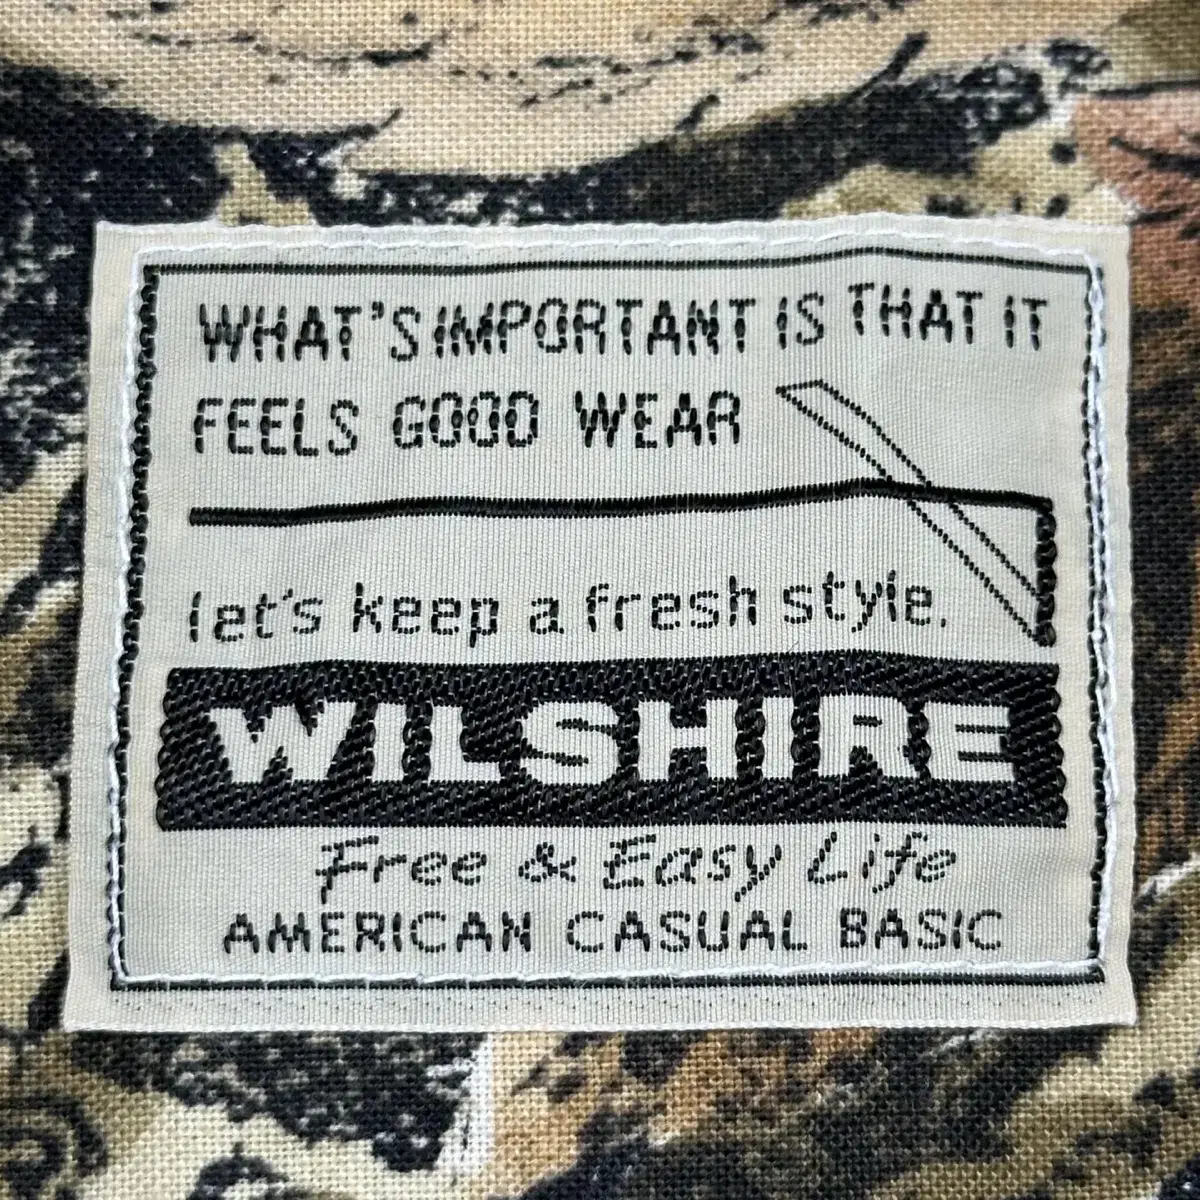 WHAT'S IMPORTANT IS THAT IT
FEELS GOOD WEAR
let's keep a fresh style.
WILSHIRE
Free & Easy Life
AMERICAN CASUAL BASIC